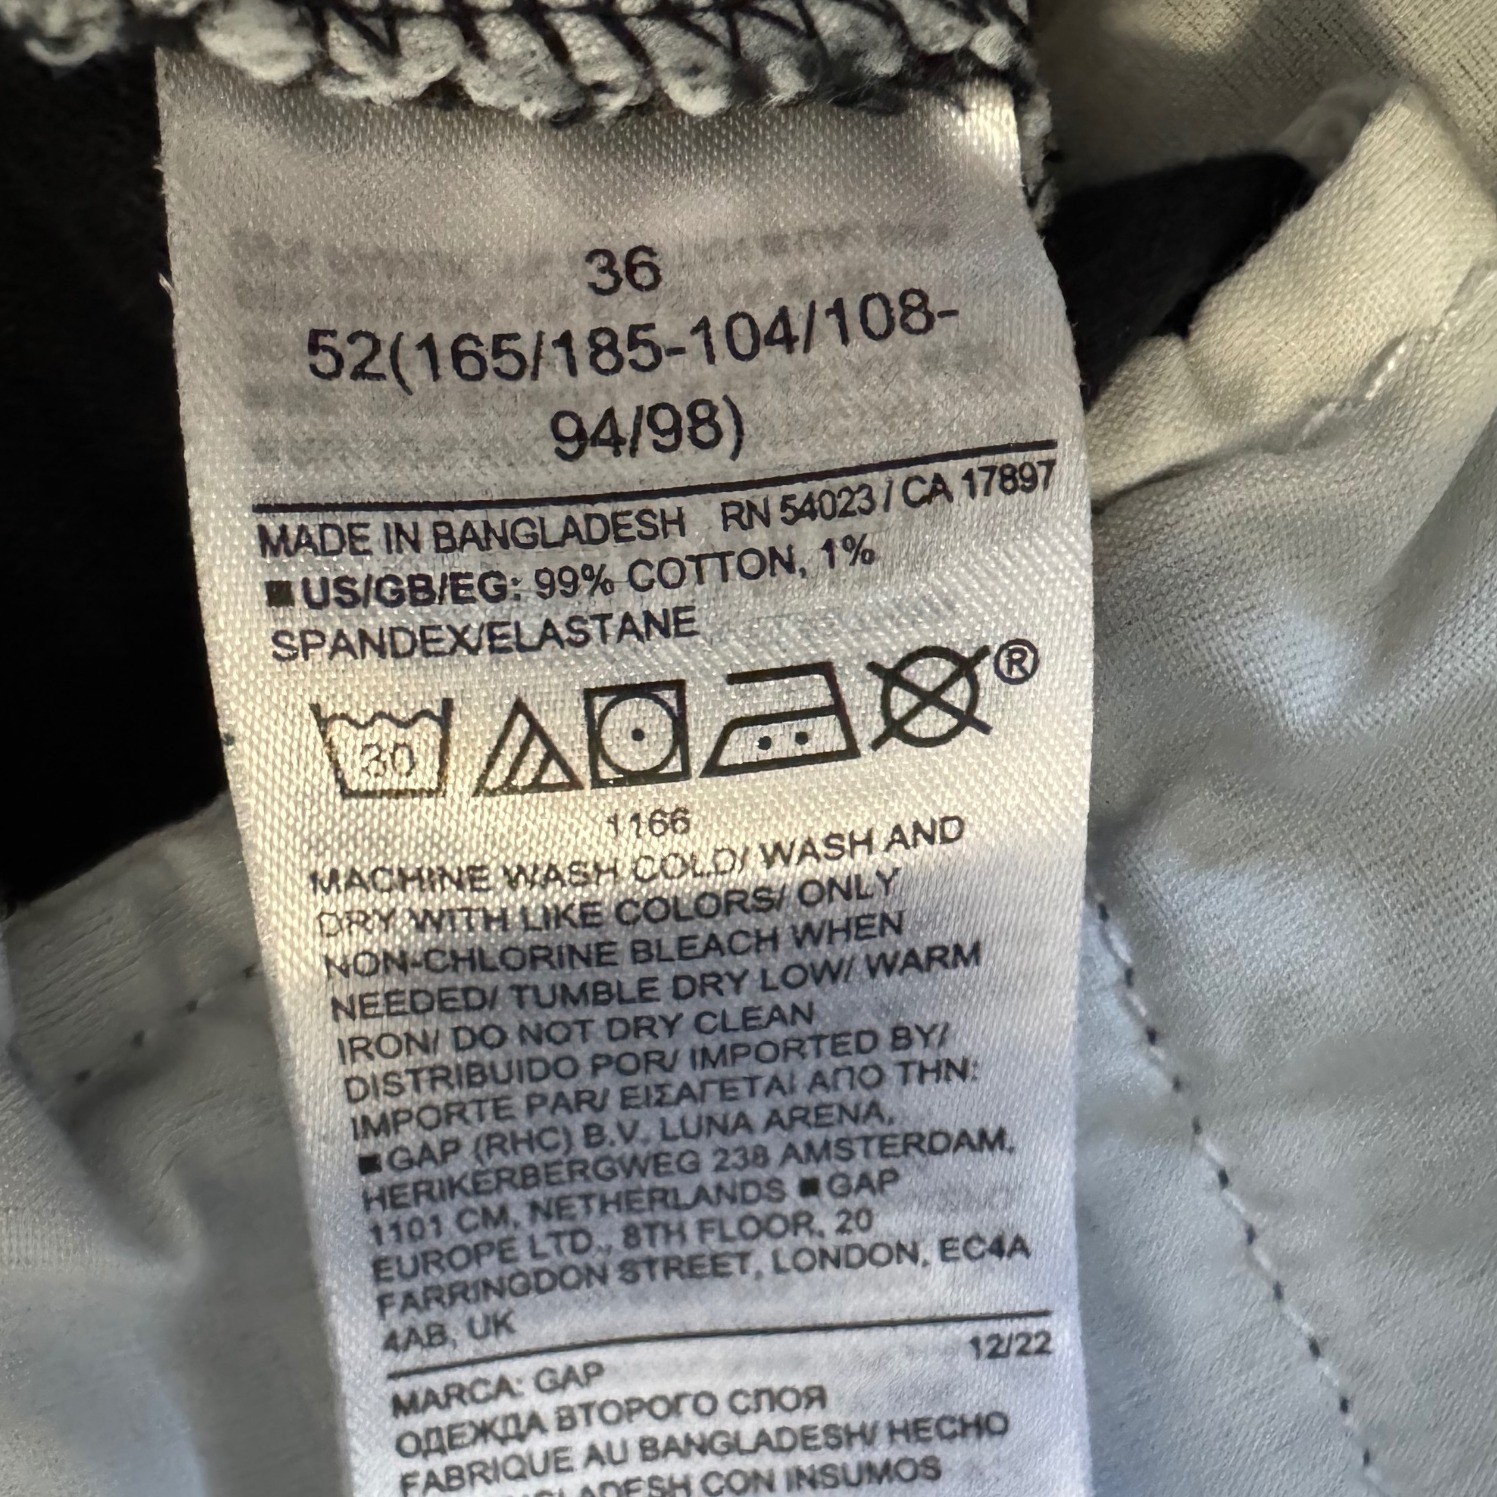 36
52(165/185-104/108-
94/98)
MADE IN BANGLADESH RN 54023 / CA 17897
■US/GB/EG: 99% COTTON, 1%
SPANDEX/ELASTANE
30 ®
1166
MACHINE WASH COLD/ WASH AND
DRY WITH LIKE COLORS/ ONLY
NON-CHLORINE BLEACH WHEN
NEEDED/ TUMBLE DRY LOW/ WARM
IRON/ DO NOT DRY CLEAN
DISTRIBUIDO POR/ IMPORTED BY/
IMPORTE PAR/ ΕΙΣΑΓΕΤΑΙ ΑΠΟ ΤΗΝ:
■GAP (RHC) B.V. LUNA ARENA,
HERIKERBERGWEG 238 AMSTERDAM,
1101 CM, NETHERLANDS ■GAP
EUROPE LTD., 8TH FLOOR, 20
FARRINGDON STREET, LONDON, EC4A
4AB, UK
12/22
MARCA: GAP
ОДЕЖДА ВТОРОГО СЛОЯ
FABRIQUE AU BANGLADESH/ HECHO
BANGLADESH CON INSUMOS